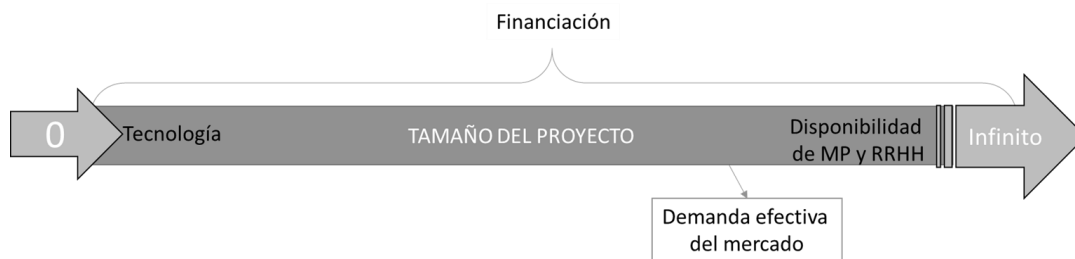 Financiación
0
Tecnología
TAMAÑO DEL PROYECTO
Disponibilidad
de MP y RRHH
Infinito
Demanda efectiva
del mercado